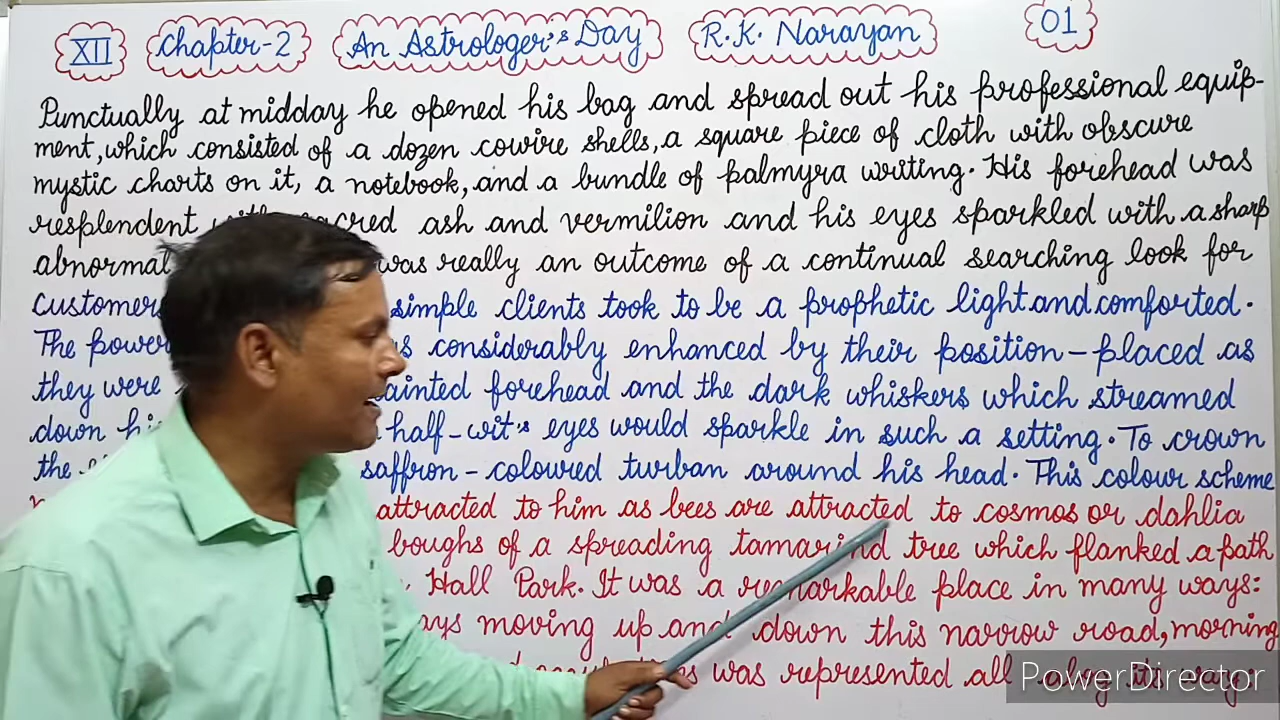 XII chapter-2 An Astrologer's Day R.K. Narayan 01
Punctually at midday he opened his bag and spread out his professional equip-
ment, which consisted of a dozen cowire shells, a square piece of cloth with obscure
mystic charts on it, a notebook, and a bundle of palmyra writing. His forehead was
resplendent with sacred ash and vermilion and his eyes sparkled with a sharp
abnormal was really an outcome of a continual searching look for
customers simple clients took to be a prophetic light and comforted.
The power considerably enhanced by their position - placed as
they were painted forehead and the dark whiskers which streamed
down his half-wit's eyes would sparkle in such a setting. To crown
the saffron-coloured turban around his head. This colour scheme
attracted to him as bees are attracted to cosmos or dahlia
boughs of a spreading tamarind tree which flanked a path
Hall Park. It was a remarkable place in many ways:
moving up and down this narrow road, morning
was represented all along its way:
PowerDirector